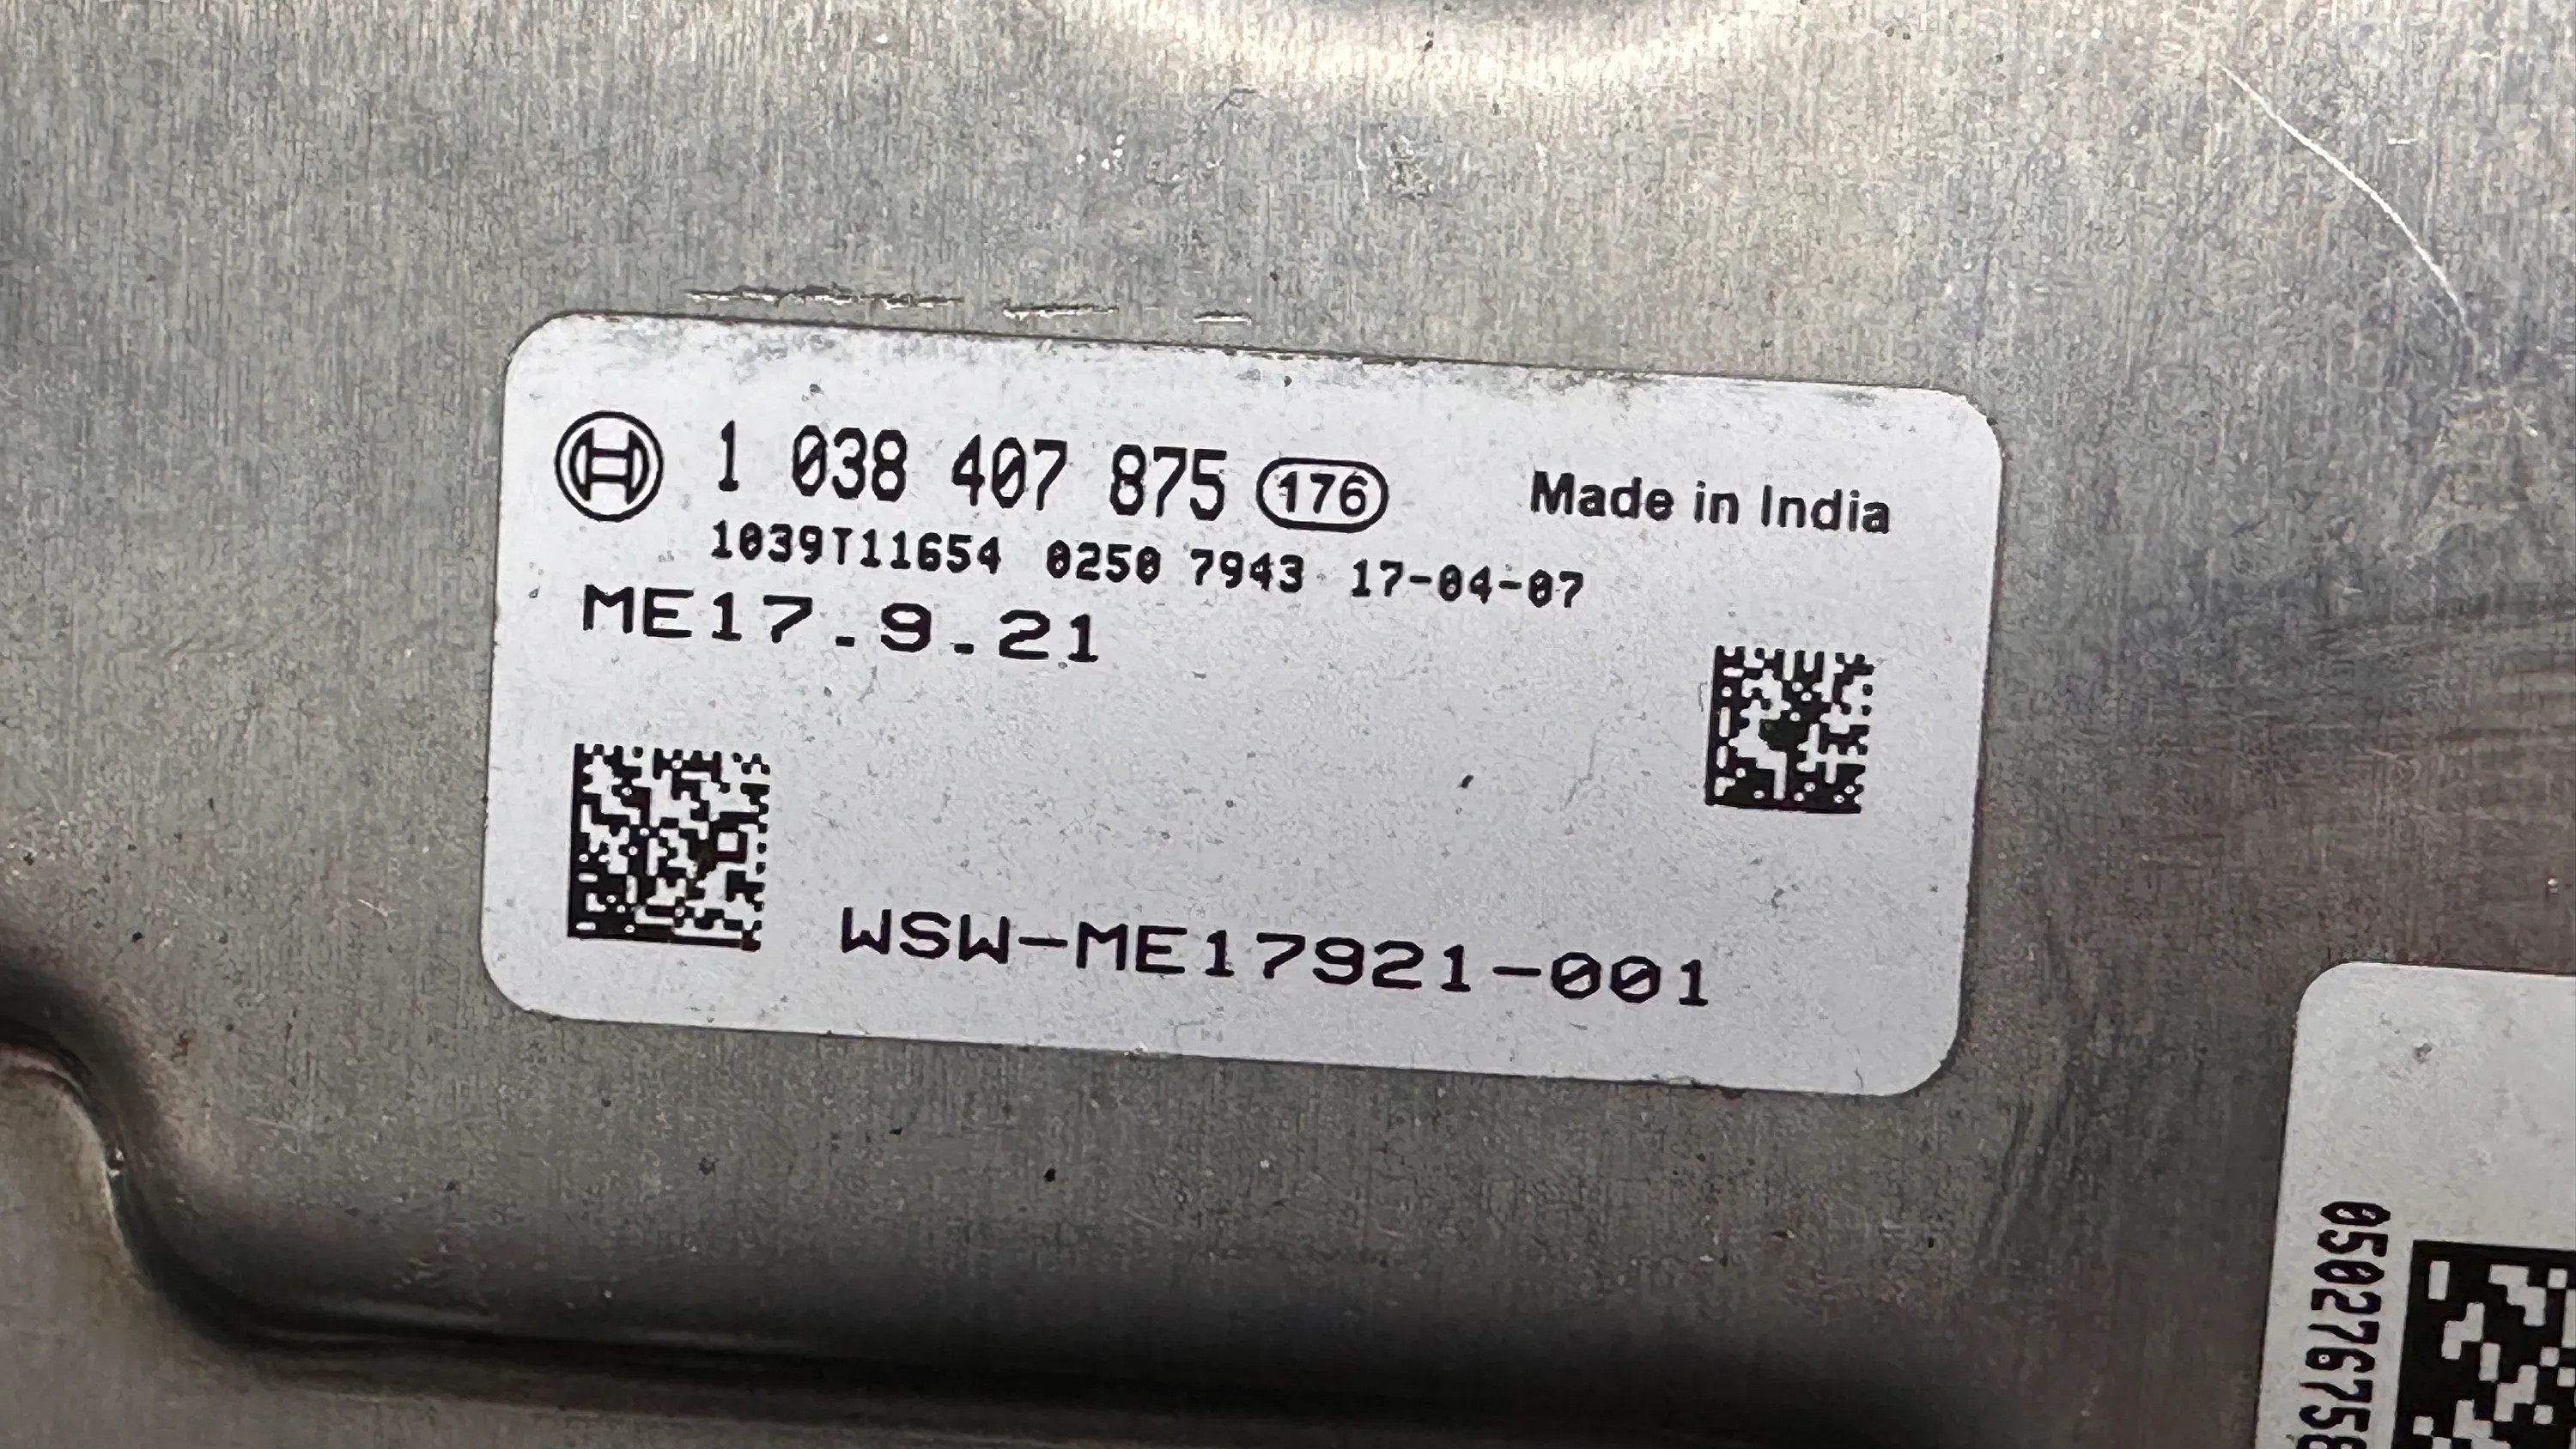 1 038 407 875 176 Made in India
1039T11654 0250 7943 17-04-07
ME17.9.21
WSW-ME17921-001